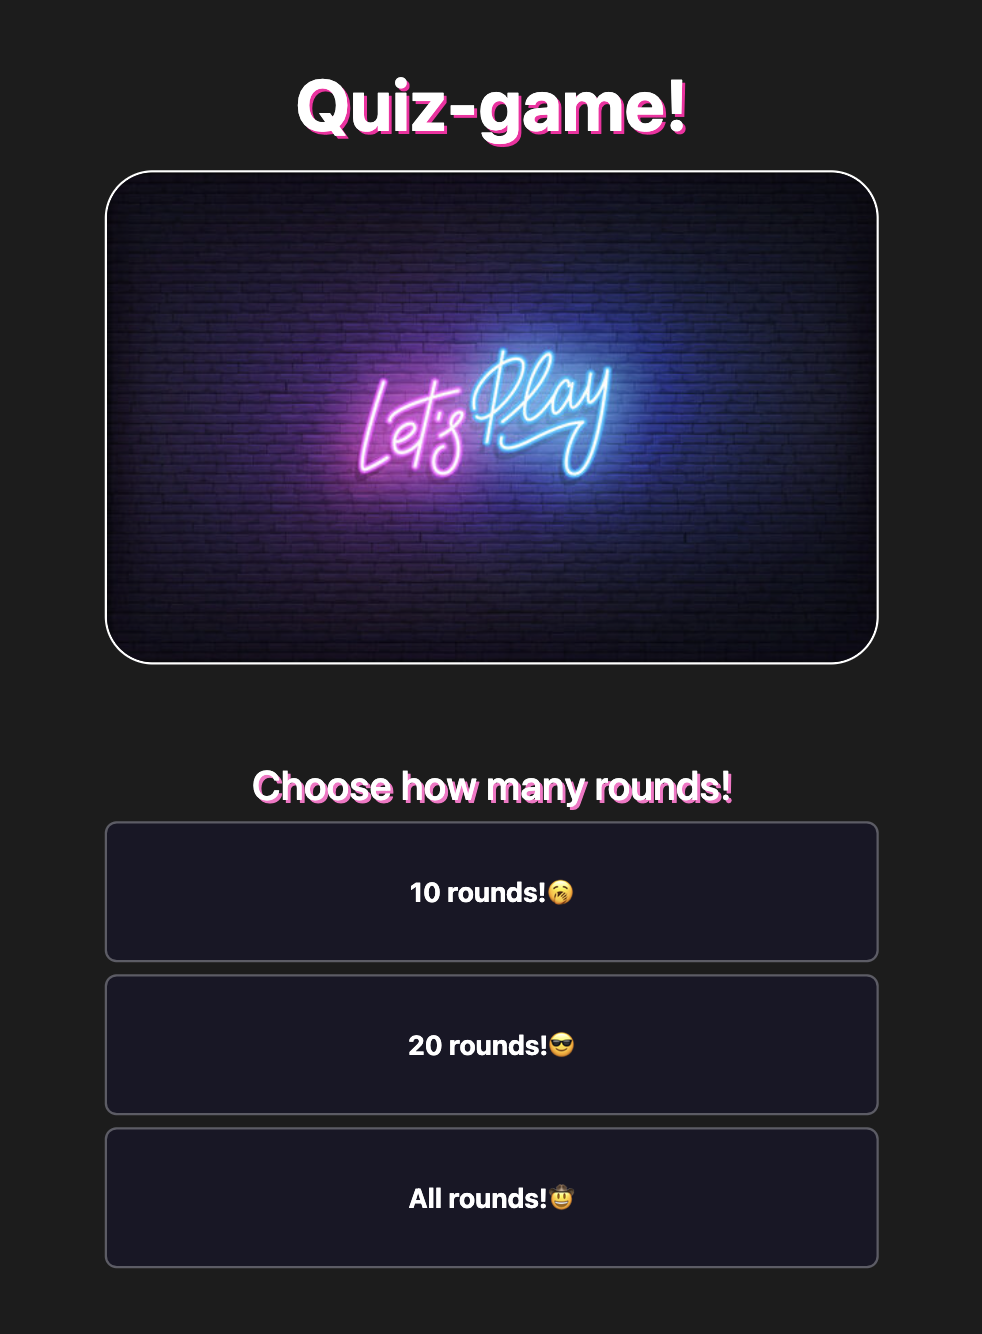 Quiz-game!
Let's Play
Choose how many rounds!
10 rounds!🥱
20 rounds!😎
All rounds!🤠